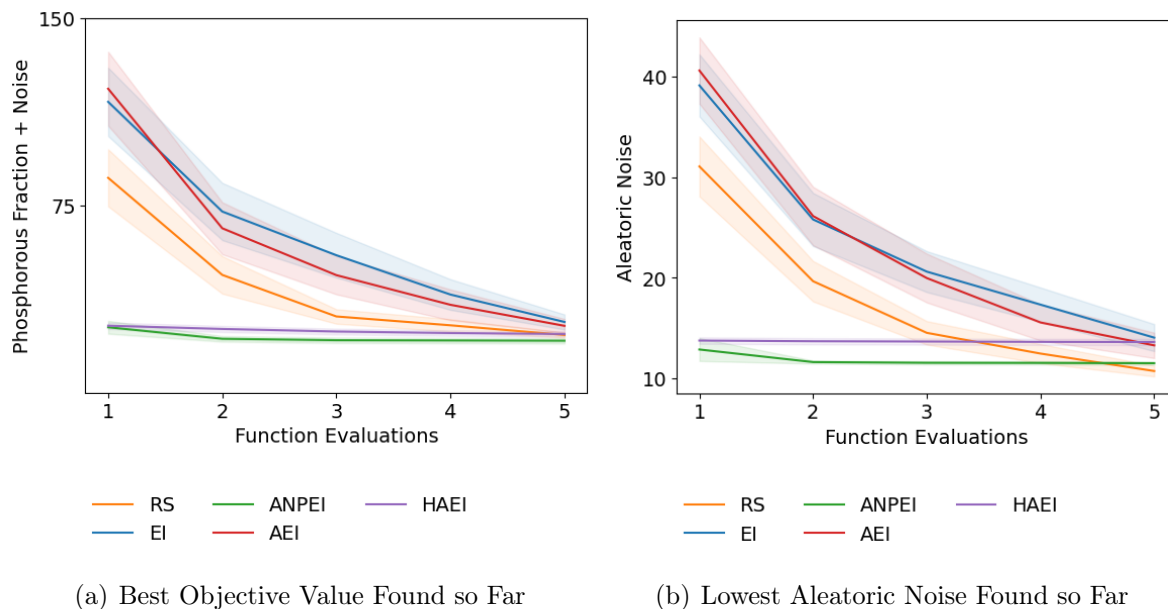 150
75
Phosphorous Fraction + Noise
1 2 3 4 5
Function Evaluations
RS ANPEI HAEI
EI AEI
(a) Best Objective Value Found so Far
40
30
20
10
Aleatoric Noise
1 2 3 4 5
Function Evaluations
RS ANPEI HAEI
EI AEI
(b) Lowest Aleatoric Noise Found so Far